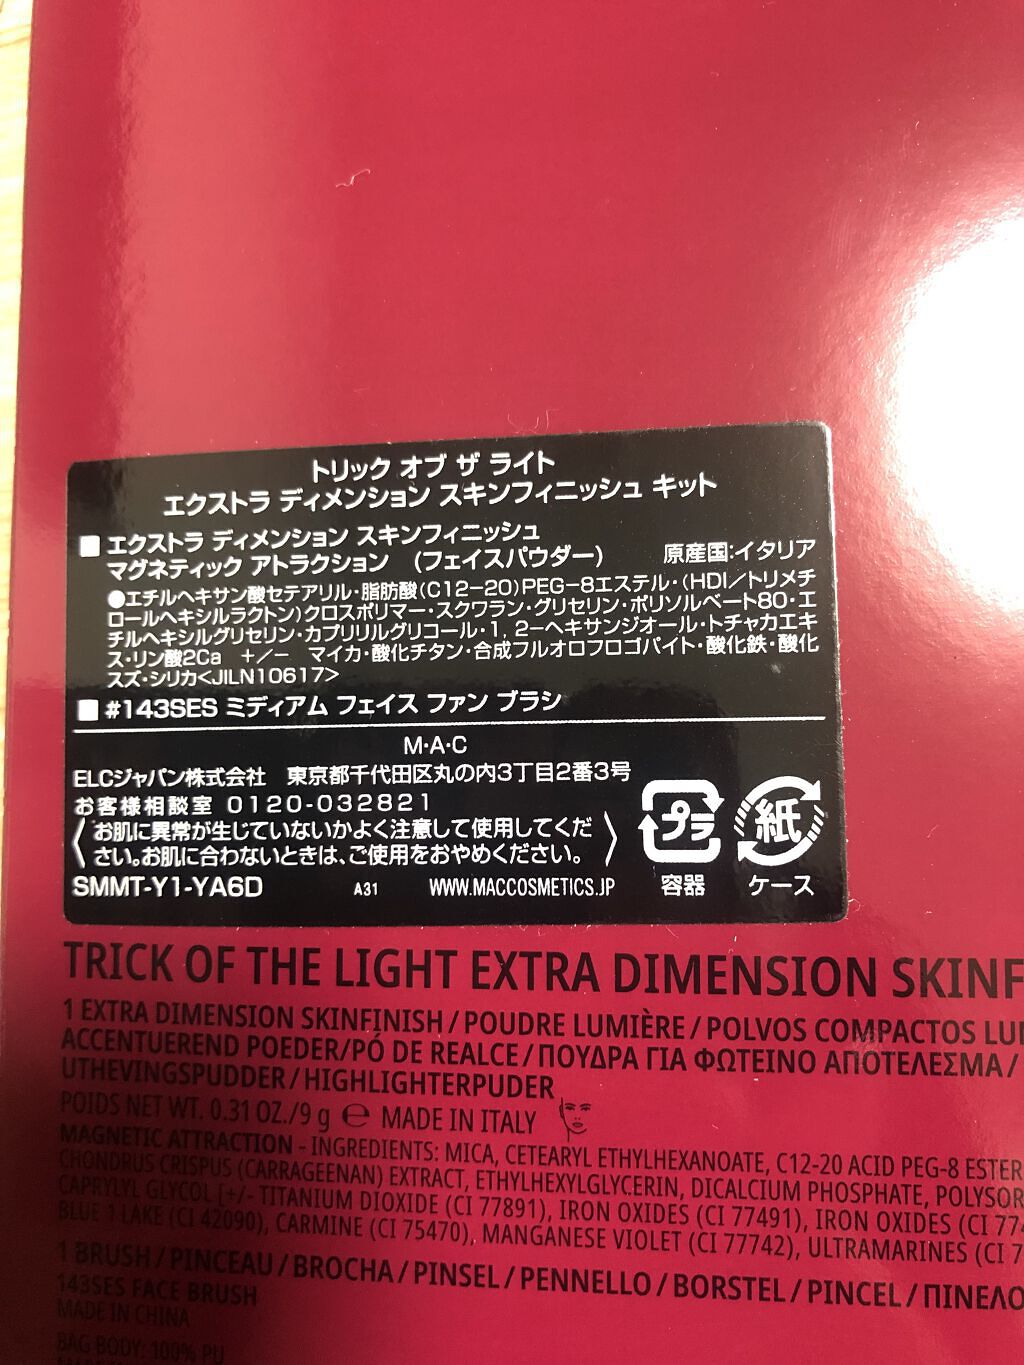 トリック オブ ザ ライト
エクストラ ディメンション スキンフィニッシュ キット
■エクストラ ディメンション スキンフィニッシュ
マグネティック アトラクション (フェイスパウダー) 原産国:イタリア
●エチルヘキサン酸セテアリル・脂肪酸(C12-20)PEG-8エステル・(HDI/トリメチ
ロールヘキシルラクトン)クロスポリマー・スクワラン・グリセリン・ポリソルベート80・エ
チルヘキシルグリセリン・カプリリルグリコール・1,2-ヘキサンジオール・トチャカエキ
ス・リン酸2Ca +/- マイカ・酸化チタン・合成フルオロフロゴパイト・酸化鉄・酸化
スズ・シリカ<JILN10617>
■#143SES ミディアム フェイス ファン ブラシ
M・A・C
ELCジャパン株式会社 東京都千代田区丸の内3丁目2番3号
お客様相談室 0120-032821
〈お肌に異常が生じていないかよく注意して使用してくだ
さい。お肌に合わないときは、ご使用をおやめください。〉
プラ 紙
容器 ケース
SMMT-Y1-YA6D A31 WWW.MACCOSMETICS.JP
TRICK OF THE LIGHT EXTRA DIMENSION SKINF
1 EXTRA DIMENSION SKINFINISH / POUDRE LUMIÈRE / POLVOS COMPACTOS LU
ACCENTUEREND POEDER/PÓ DE REALCE / ΠΟΥΔΡΑ ΓΙΑ ΦΩΤΕΙΝΟ ΑΠΟΤΕΛΕΣΜΑ /
UTHEVINGSPUDDER / HIGHLIGHTERPUDER
POIDS NET WT. 0.31 OZ./9 g ℮ MADE IN ITALY
MAGNETIC ATTRACTION - INGREDIENTS: MICA, CETEARYL ETHYLHEXANOATE, C12-20 ACID PEG-8 ESTER
CHONDRUS CRISPUS (CARRAGEENAN) EXTRACT, ETHYLHEXYLGLYCERIN, DICALCIUM PHOSPHATE, POLYSOR
CAPRYLYL GLYCOL [+/- TITANIUM DIOXIDE (CI 77891), IRON OXIDES (CI 77491), IRON OXIDES (CI 77
BLUE 1 LAKE (CI 42090), CARMINE (CI 75470), MANGANESE VIOLET (CI 77742), ULTRAMARINES (CI 7
1 BRUSH / PINCEAU / BROCHA / PINSEL / PENNELLO / BORSTEL / PINCEL / ΠΙΝΕΛΟ
143SES FACE BRUSH
MADE IN CHINA
BAG BODY: 100% PU